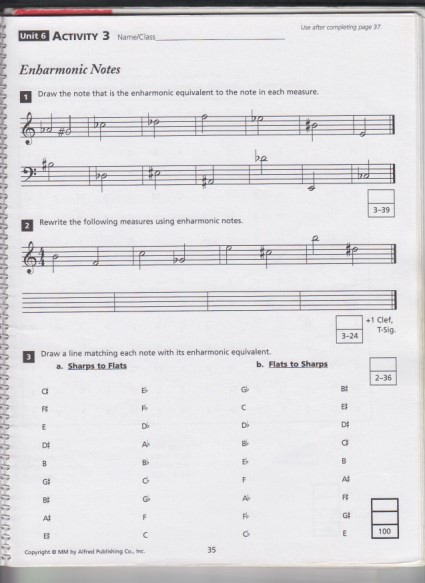 Use after completing page 37.
Unit 6 ACTIVITY 3 Name/Class
Enharmonic Notes
1 Draw the note that is the enharmonic equivalent to the note in each measure.
3–39
2 Rewrite the following measures using enharmonic notes.
+1 Clef,
T-Sig.
3–24
3 Draw a line matching each note with its enharmonic equivalent.
a. Sharps to Flats b. Flats to Sharps
2–36
C♯ E♭ G♭ B♯
F♯ F♭ C E♯
E D♭ D♭ D♯
D♯ A♭ B♭ C♯
B B♭ E♭ B
G♯ C♭ F A♯
B♯ G♭ A♭ F♯
A♯ F F♭ G♯
E♯ C C♭ E
100
Copyright © MM by Alfred Publishing Co., Inc. 35